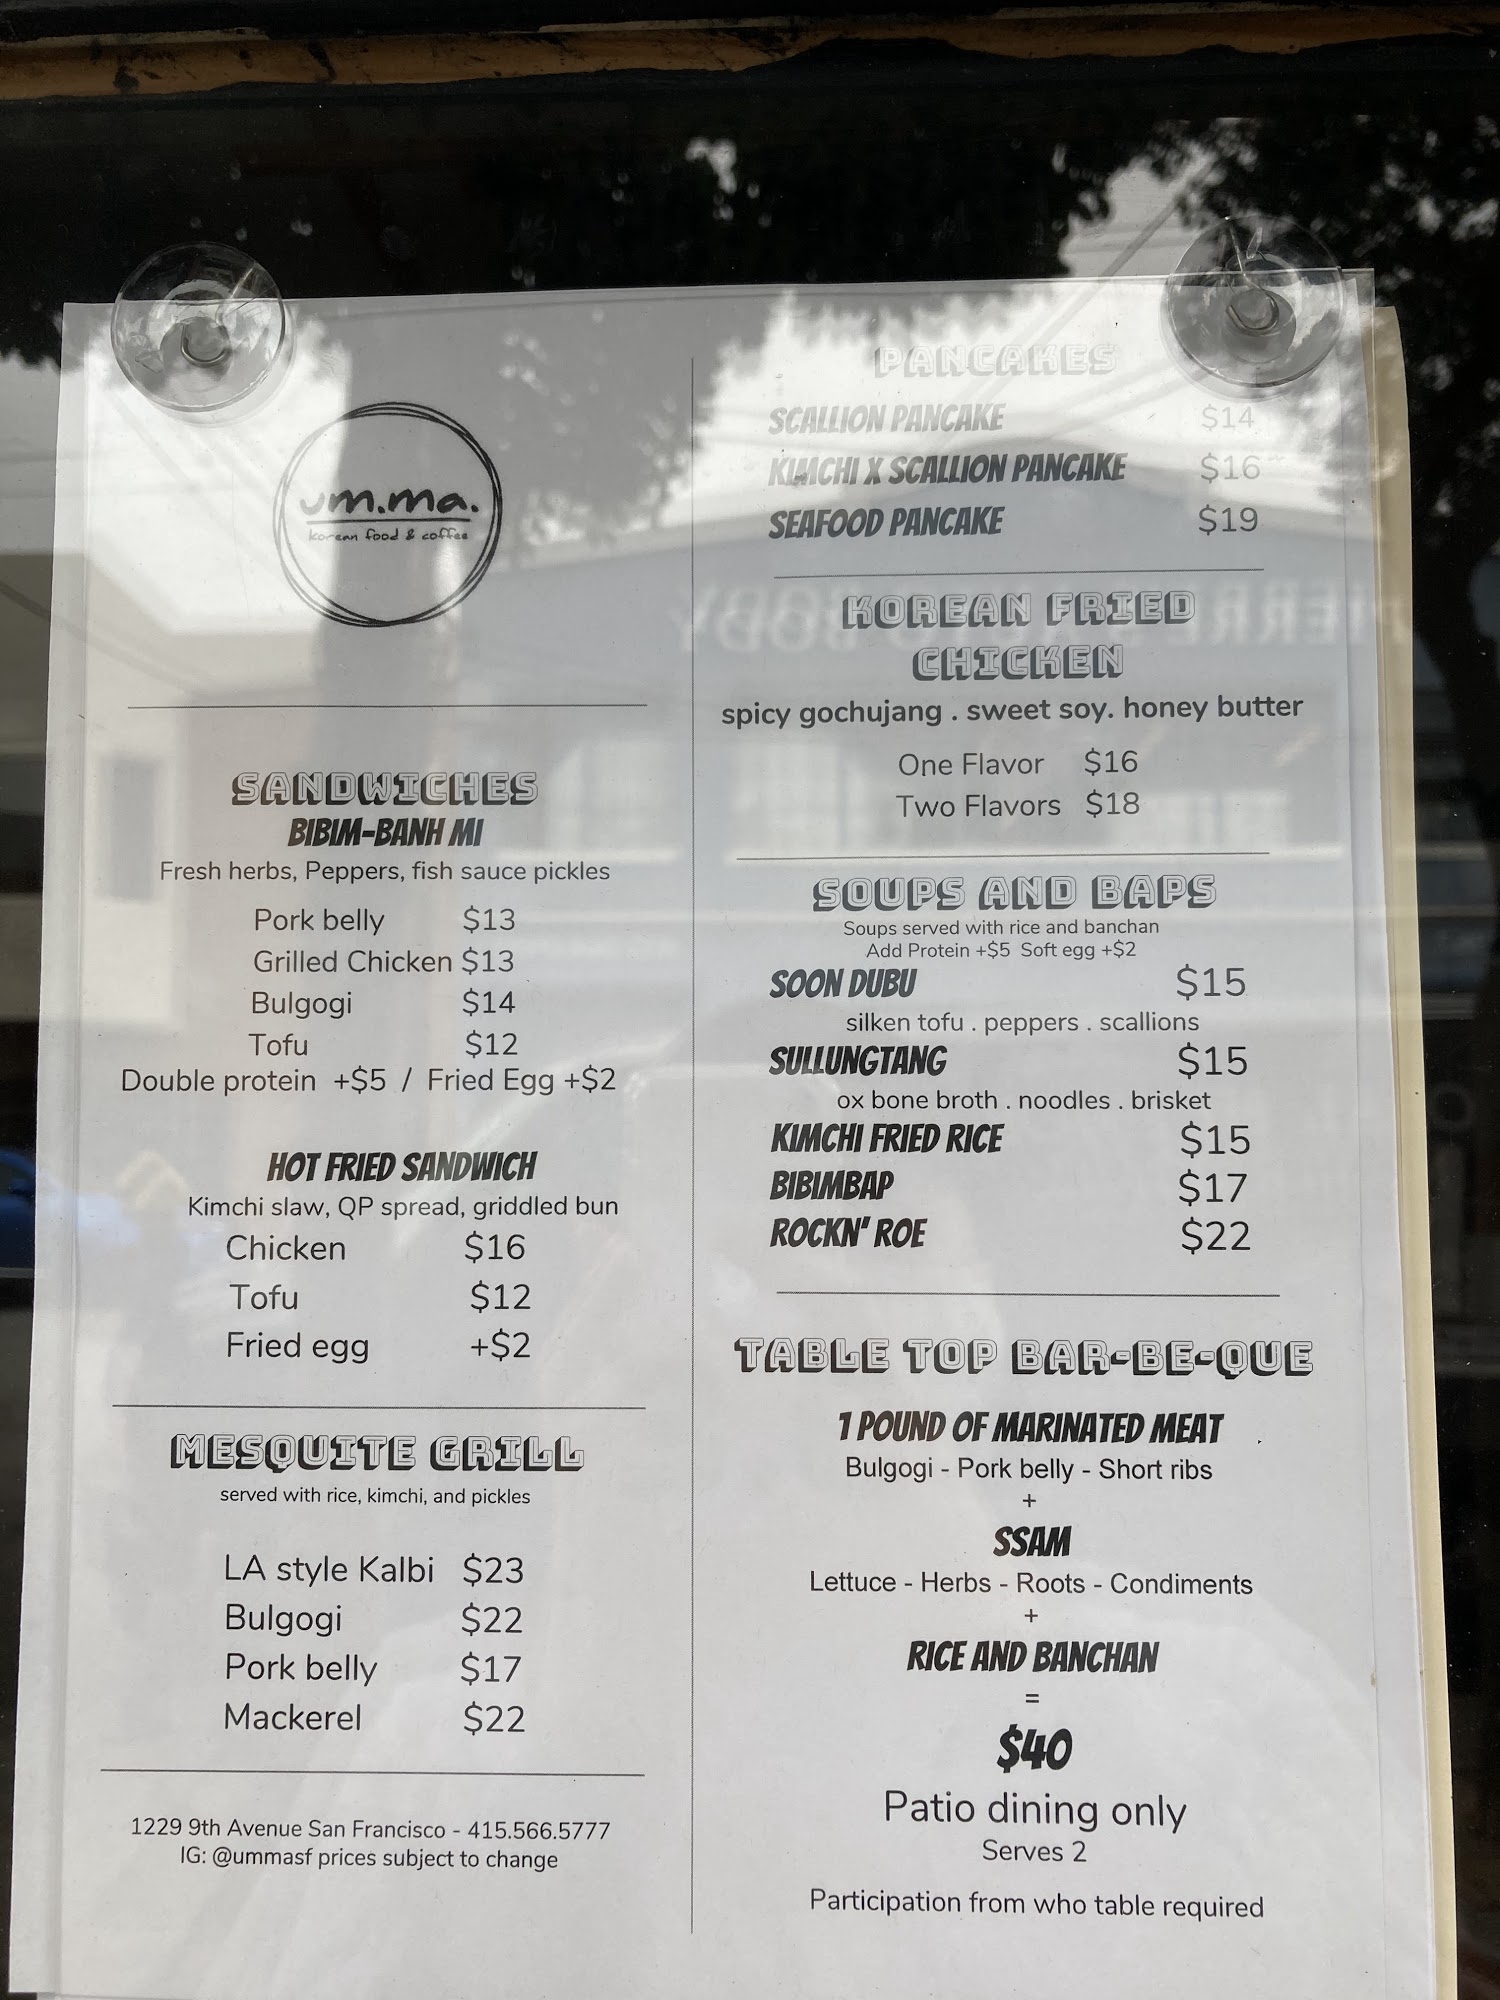 um.ma.
korean food & coffee
SANDWICHES
BIBIM-BANH MI
Fresh herbs, Peppers, fish sauce pickles
Pork belly $13
Grilled Chicken $13
Bulgogi $14
Tofu $12
Double protein +$5 / Fried Egg +$2
HOT FRIED SANDWICH
Kimchi slaw, QP spread, griddled bun
Chicken $16
Tofu $12
Fried egg +$2
MESQUITE GRILL
served with rice, kimchi, and pickles
LA style Kalbi $23
Bulgogi $22
Pork belly $17
Mackerel $22
1229 9th Avenue San Francisco - 415.566.5777
IG: @ummasf prices subject to change
PANCAKES
SCALLION PANCAKE $14
KIMCHI X SCALLION PANCAKE $16
SEAFOOD PANCAKE $19
KOREAN FRIED
CHICKEN
spicy gochujang . sweet soy. honey butter
One Flavor $16
Two Flavors $18
SOUPS AND BAPS
Soups served with rice and banchan
Add Protein +$5 Soft egg +$2
SOON DUBU $15
silken tofu . peppers . scallions
SULLUNGTANG $15
ox bone broth . noodles . brisket
KIMCHI FRIED RICE $15
BIBIMBAP $17
ROCKN' ROE $22
TABLE TOP BAR-BE-QUE
1 POUND OF MARINATED MEAT .
Bulgogi - Pork belly - Short ribs
+
SSAM
Lettuce - Herbs - Roots - Condiments
+
RICE AND BANCHAN
=
$40
Patio dining only
Serves 2
Participation from who table required